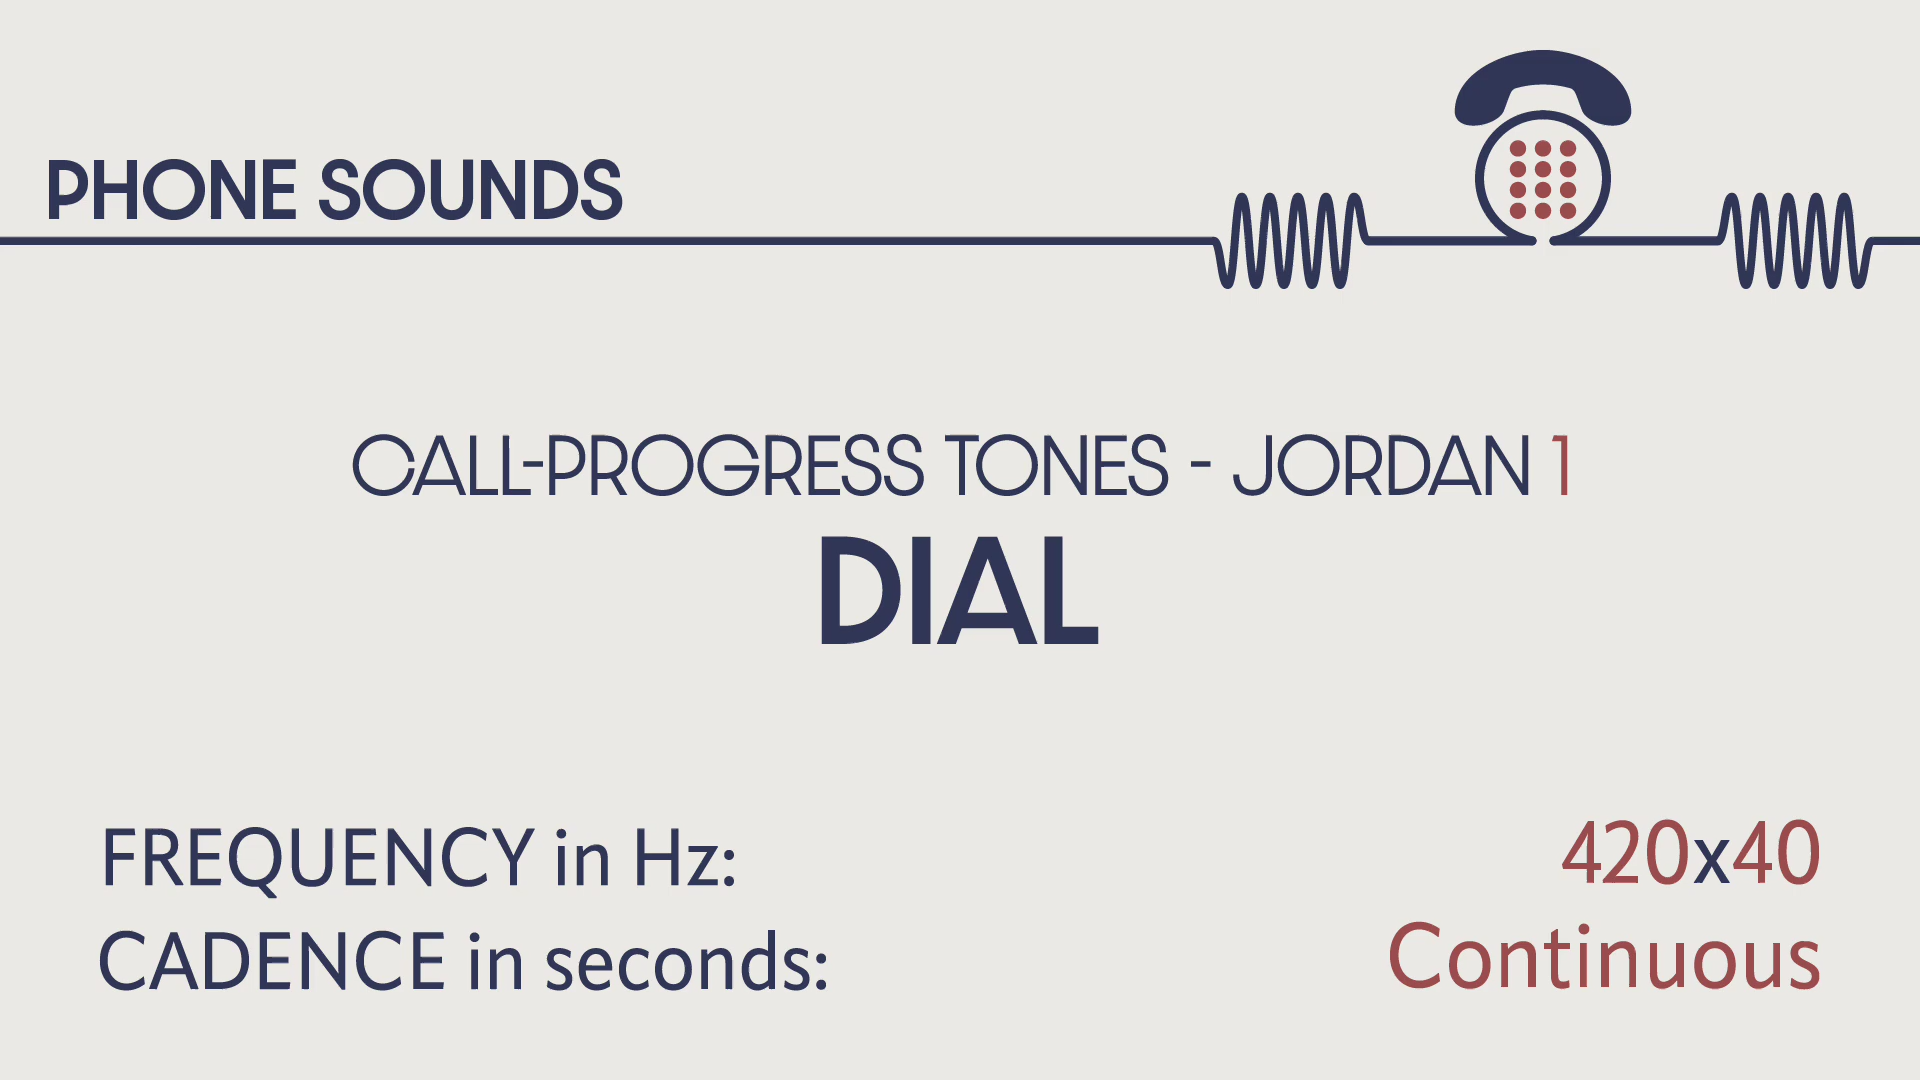 PHONE SOUNDS
CALL-PROGRESS TONES - JORDAN 1
DIAL
FREQUENCY in Hz: 420x40
CADENCE in seconds: Continuous